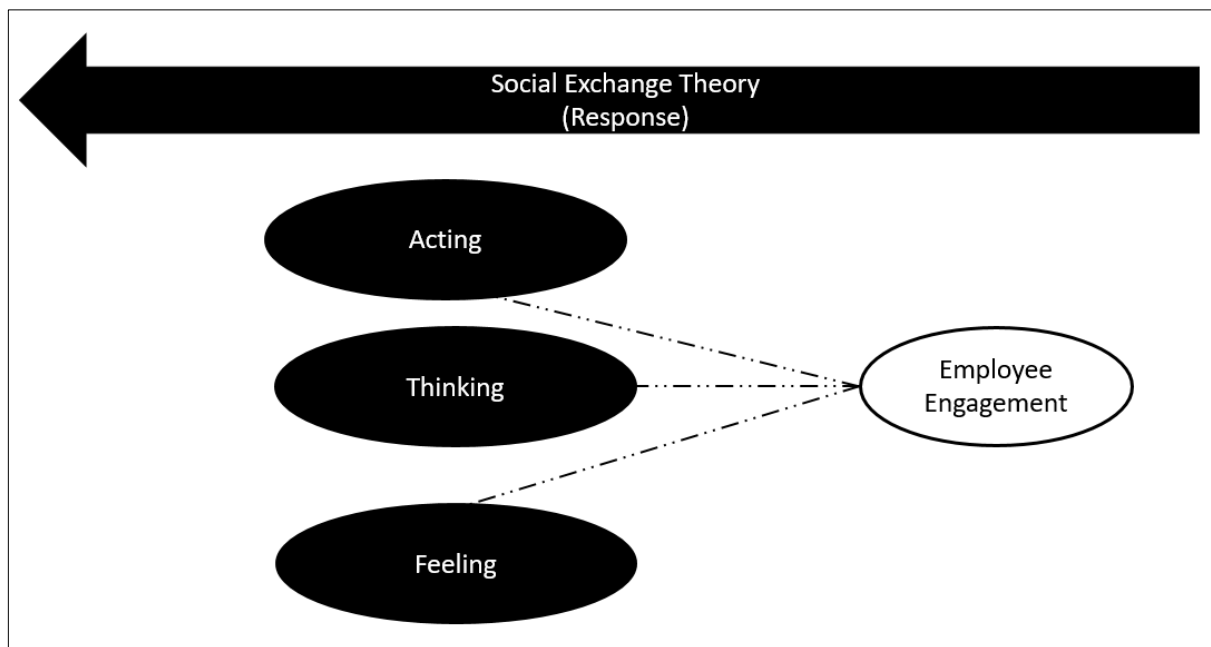 Social Exchange Theory
(Response)
Acting
Thinking
Employee
Engagement
Feeling